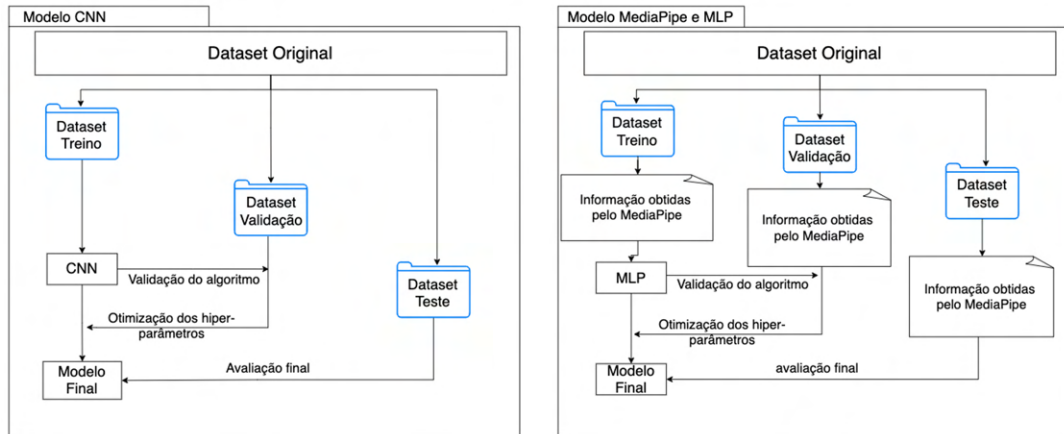 Modelo CNN
Dataset Original
Dataset
Treino
Dataset
Validação
CNN
Validação do algoritmo
Dataset
Teste
Otimização dos hiper-
parâmetros
Modelo
Final
Avaliação final
Modelo MediaPipe e MLP
Dataset Original
Dataset
Treino
Dataset
Validação
Dataset
Teste
Informação obtidas
pelo MediaPipe
Informação obtidas
pelo MediaPipe
MLP
Validação do algoritmo
Informação obtidas
pelo MediaPipe
Otimização dos hiper-
parâmetros
Modelo
Final
avaliação final